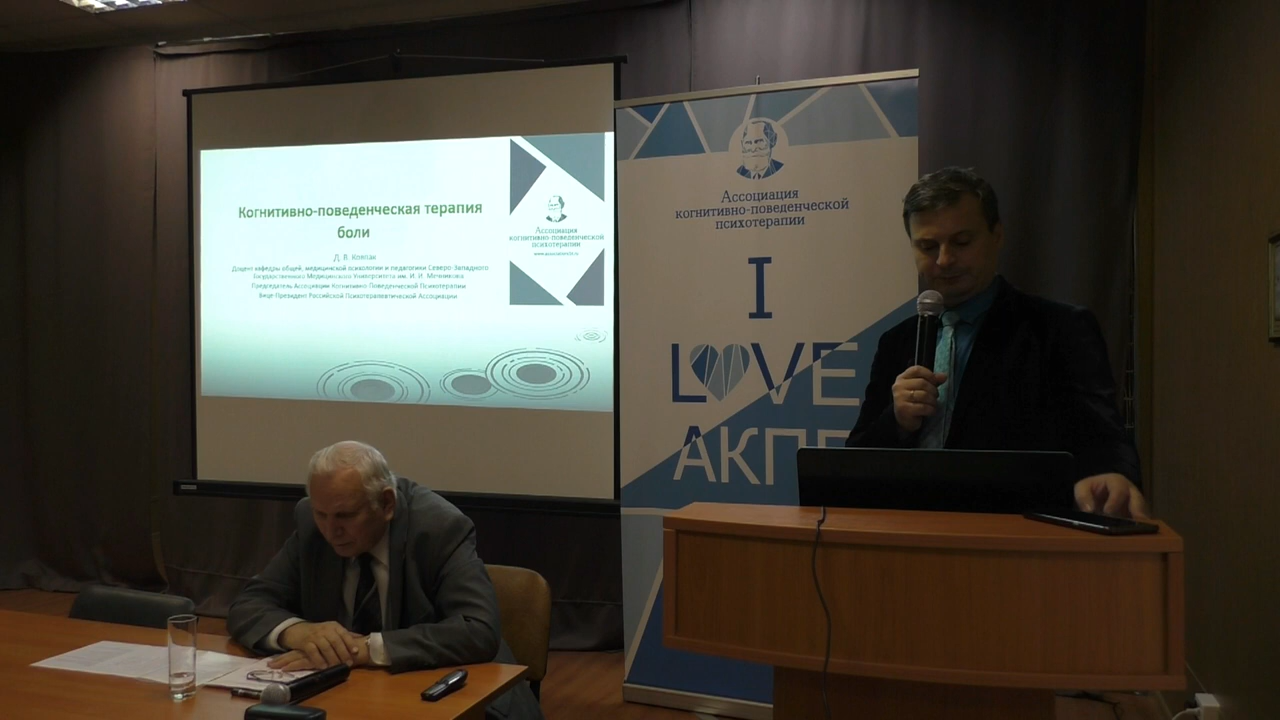 Когнитивно-поведенческая терапия
боли
Д. В. Ковпак
Доцент кафедры общей, медицинской психологии и педагогики Северо-Западного
Государственного Медицинского Университета им. И. И. Мечникова
Председатель Ассоциации Когнитивно-Поведенческой Психотерапии
Вице-Президент Российской Психотерапевтической Ассоциации
Ассоциация
когнитивно-поведенческой
психотерапии
Ассоциация
когнитивно-поведенческой
психотерапии
I
LOVE
АКПП